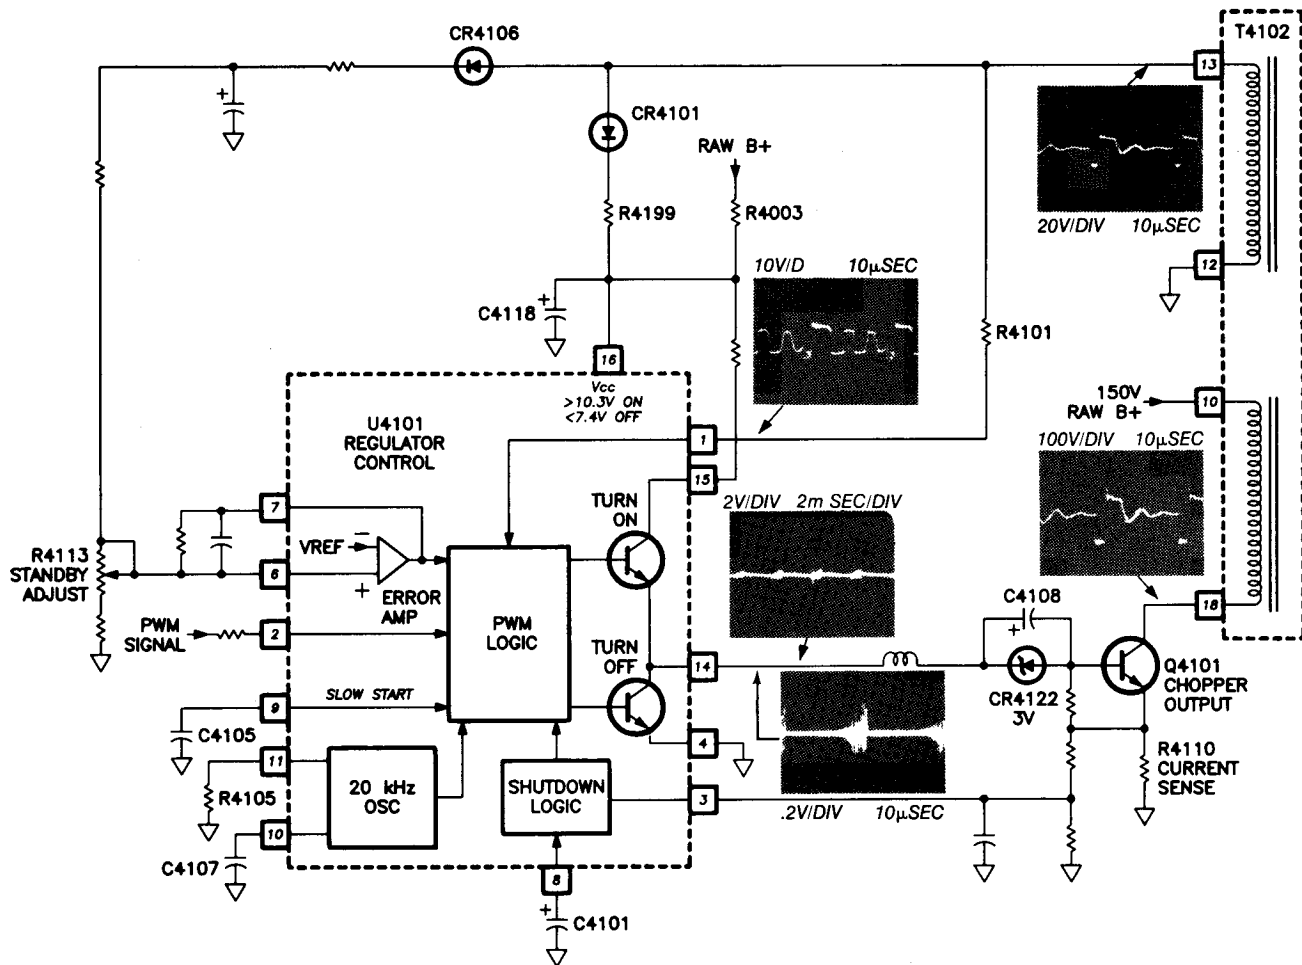 CR4106
T4102
13
CR4101
RAW B+
R4199
R4003
20V/DIV 10µSEC
12
10V/D 10µSEC
+
C4118
+
R4101
16
Vcc
>10.3V ON
<7.4V OFF
150V
RAW B+
10
100V/DIV 10µSEC
U4101
REGULATOR
CONTROL
1
15
TURN
ON
2V/DIV 2m SEC/DIV
7
VREF
−
+
ERROR
AMP
6
R4113
STANDBY
ADJUST
PWM
SIGNAL
2
PWM
LOGIC
TURN
OFF
14
C4108
+
18
CR4122
3V
Q4101
CHOPPER
OUTPUT
SLOW START
9
C4105
4
11
R4105
20 kHz
OSC
SHUTDOWN
LOGIC
3
.2V/DIV 10µSEC
R4110
CURRENT
SENSE
10
C4107
8
+
C4101